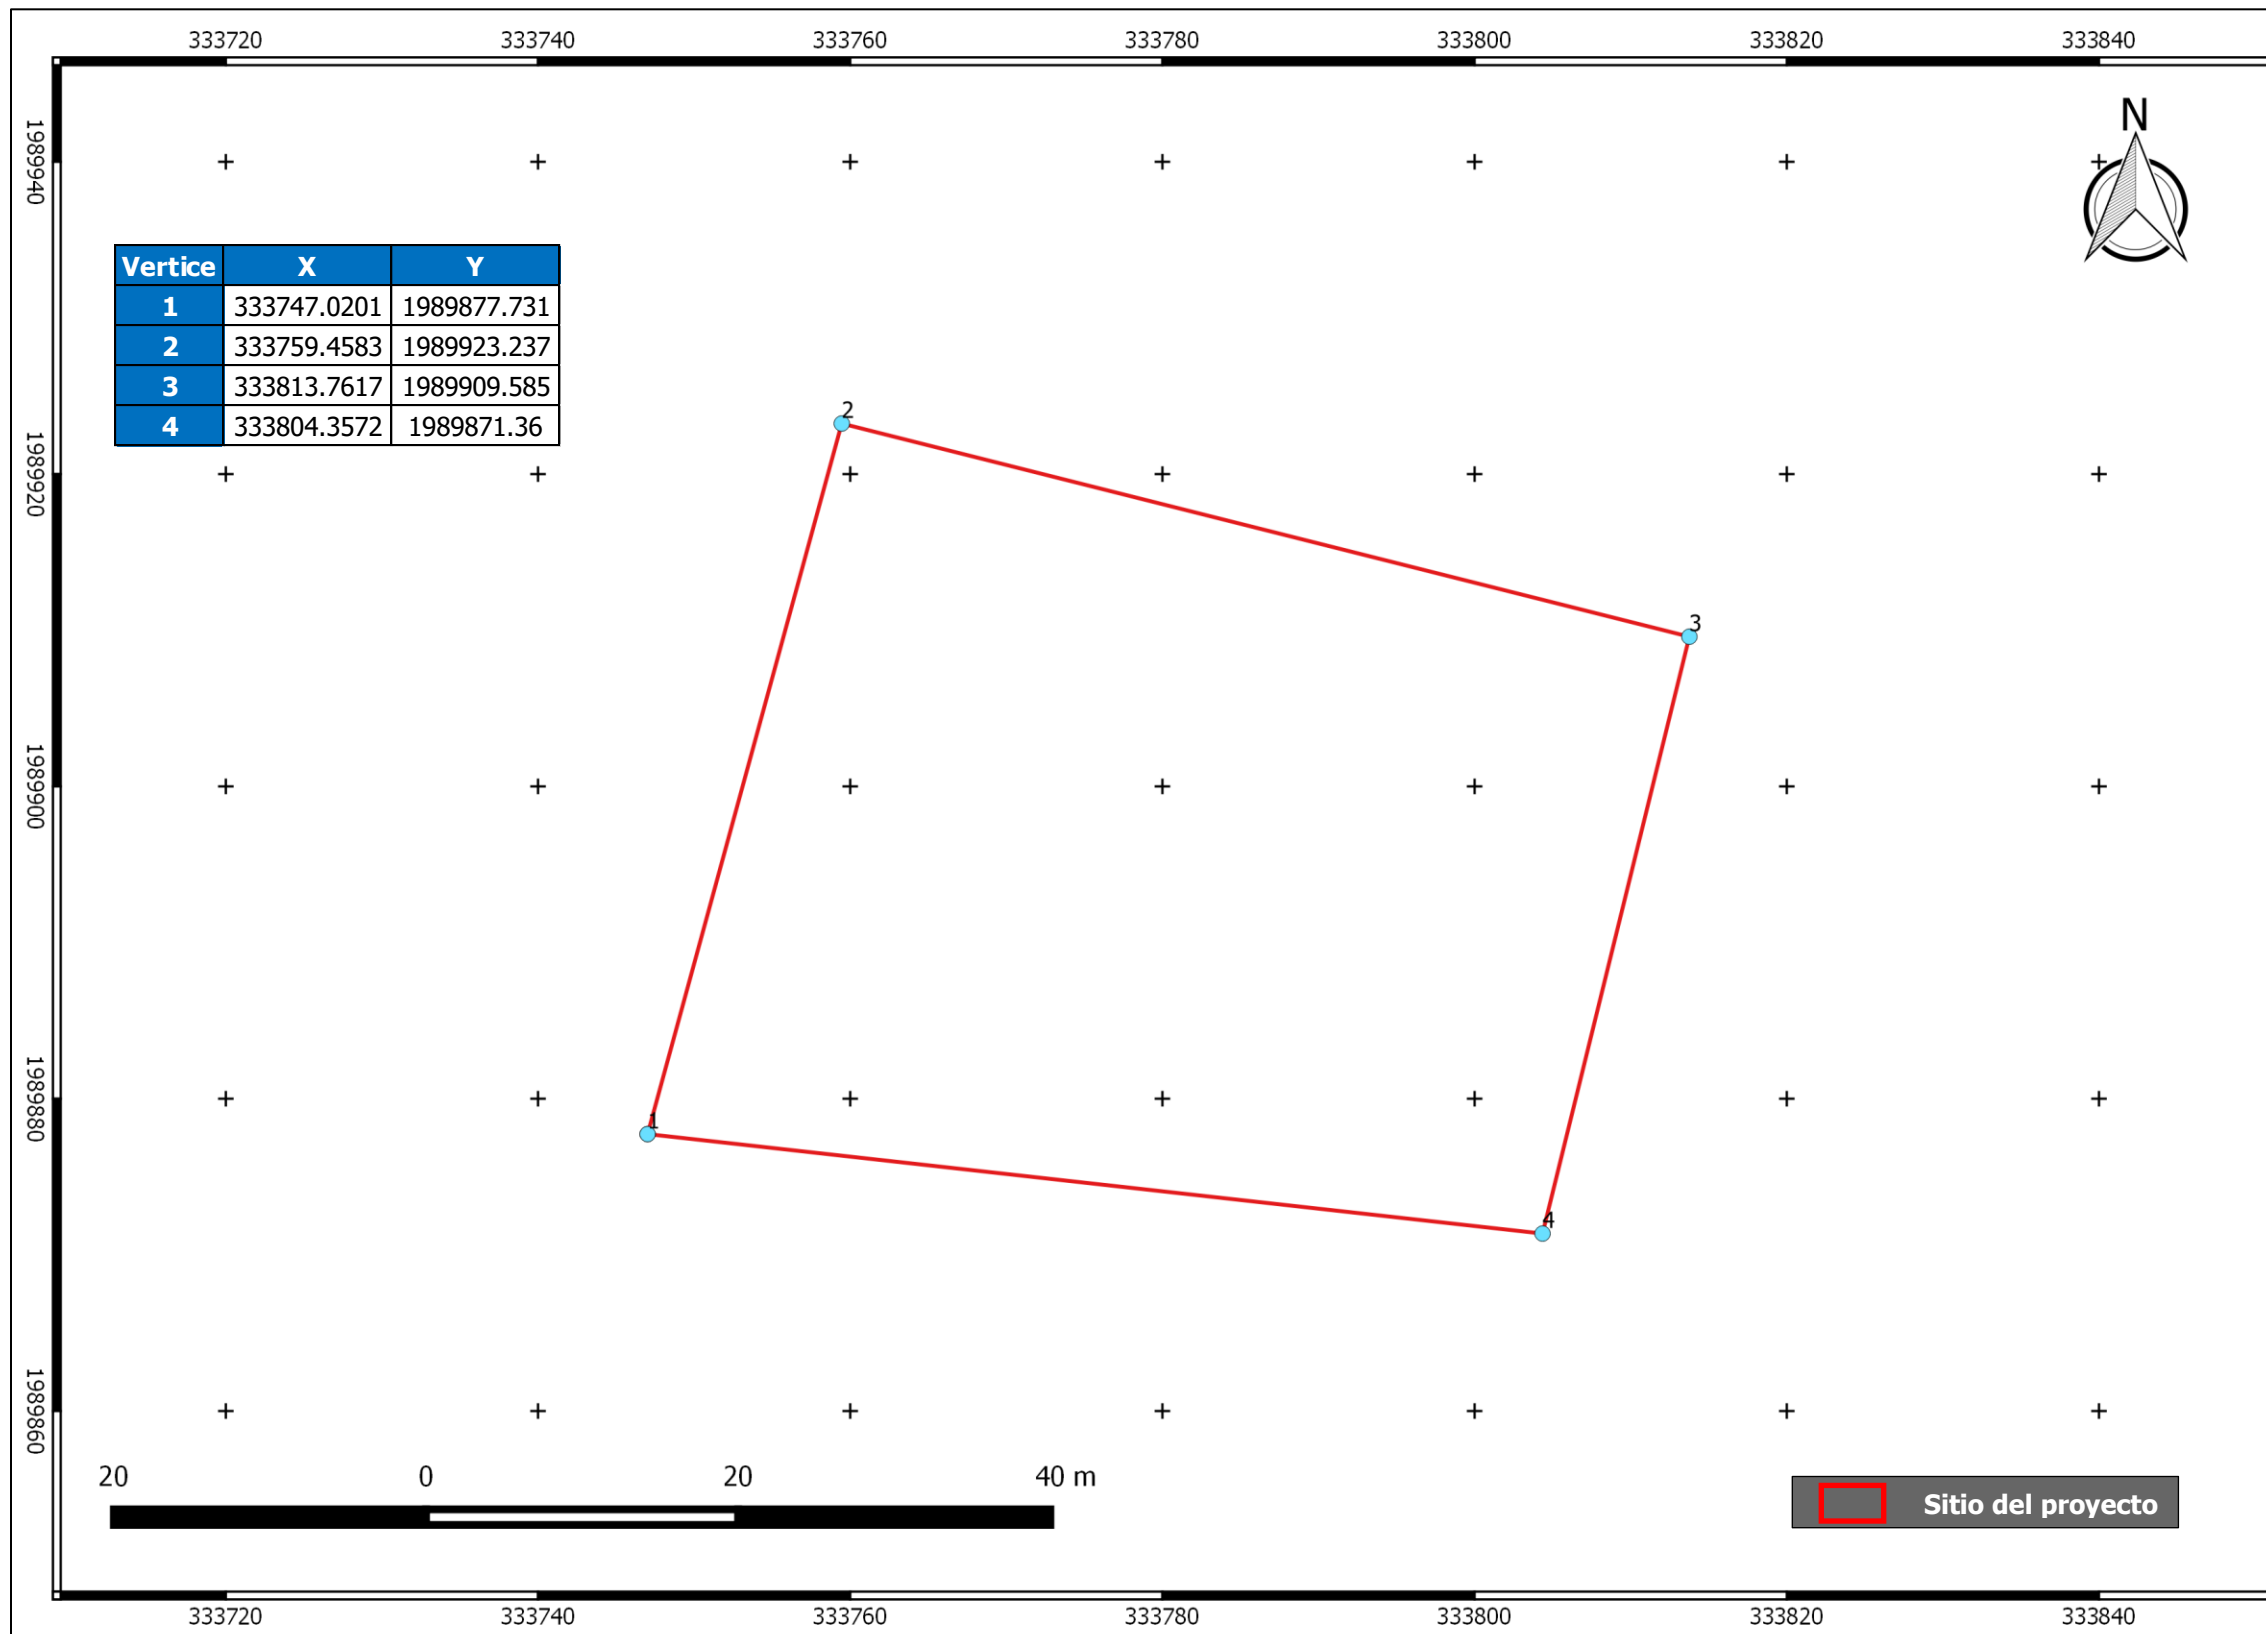 333720 333740 333760 333780 333800 333820 333840
N
1989940
Vertice X Y
1 333747.0201 1989877.731
2 333759.4583 1989923.237
3 333813.7617 1989909.585
4 333804.3572 1989871.36
2
1989920
3
1989900
1989880
1
4
1989860
20 0 20 40 m
Sitio del proyecto
333720 333740 333760 333780 333800 333820 333840